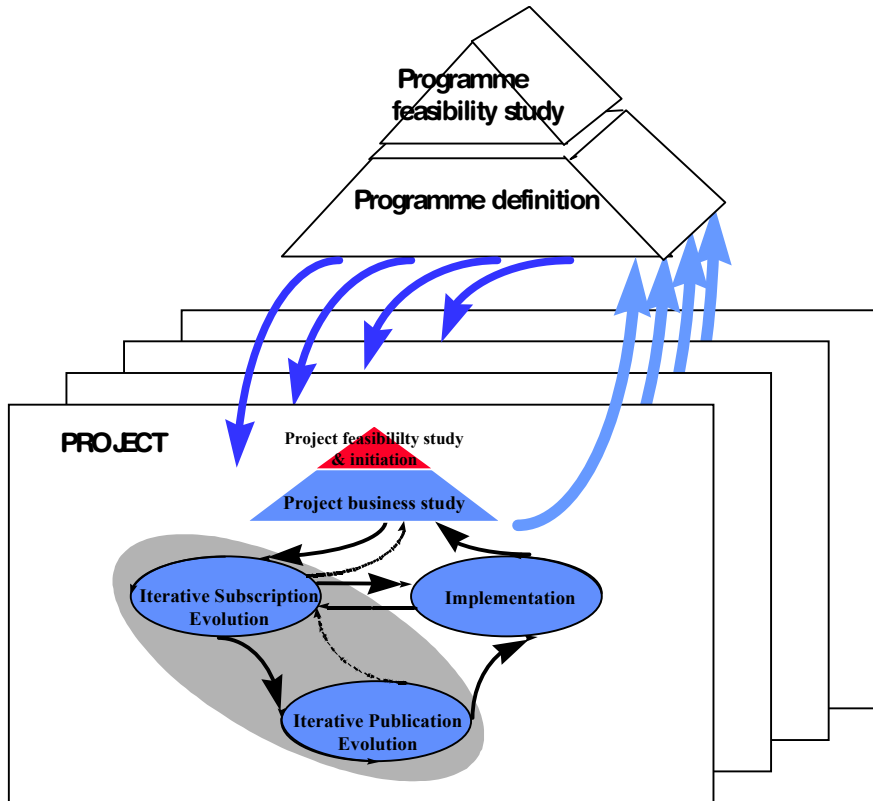 Programme
feasibility study
Programme definition
PROJECT
Project feasibililty study
& initiation
Project business study
Iterative Subscription
Evolution
Implementation
Iterative Publication
Evolution